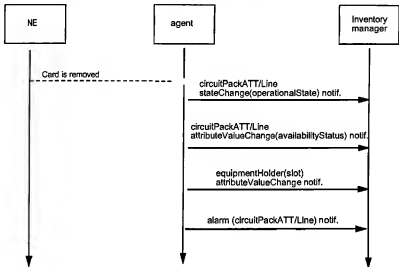 NE
agent
Inventory
manager
Card is removed
circuitPackATT/Line
stateChange(operationalState) notif.
circuitPackATT/Line
attributeValueChange(availabilityStatus) notif.
equipmentHolder(slot)
attributeValueChange notif.
alarm (circuitPackATT/Line) notif.